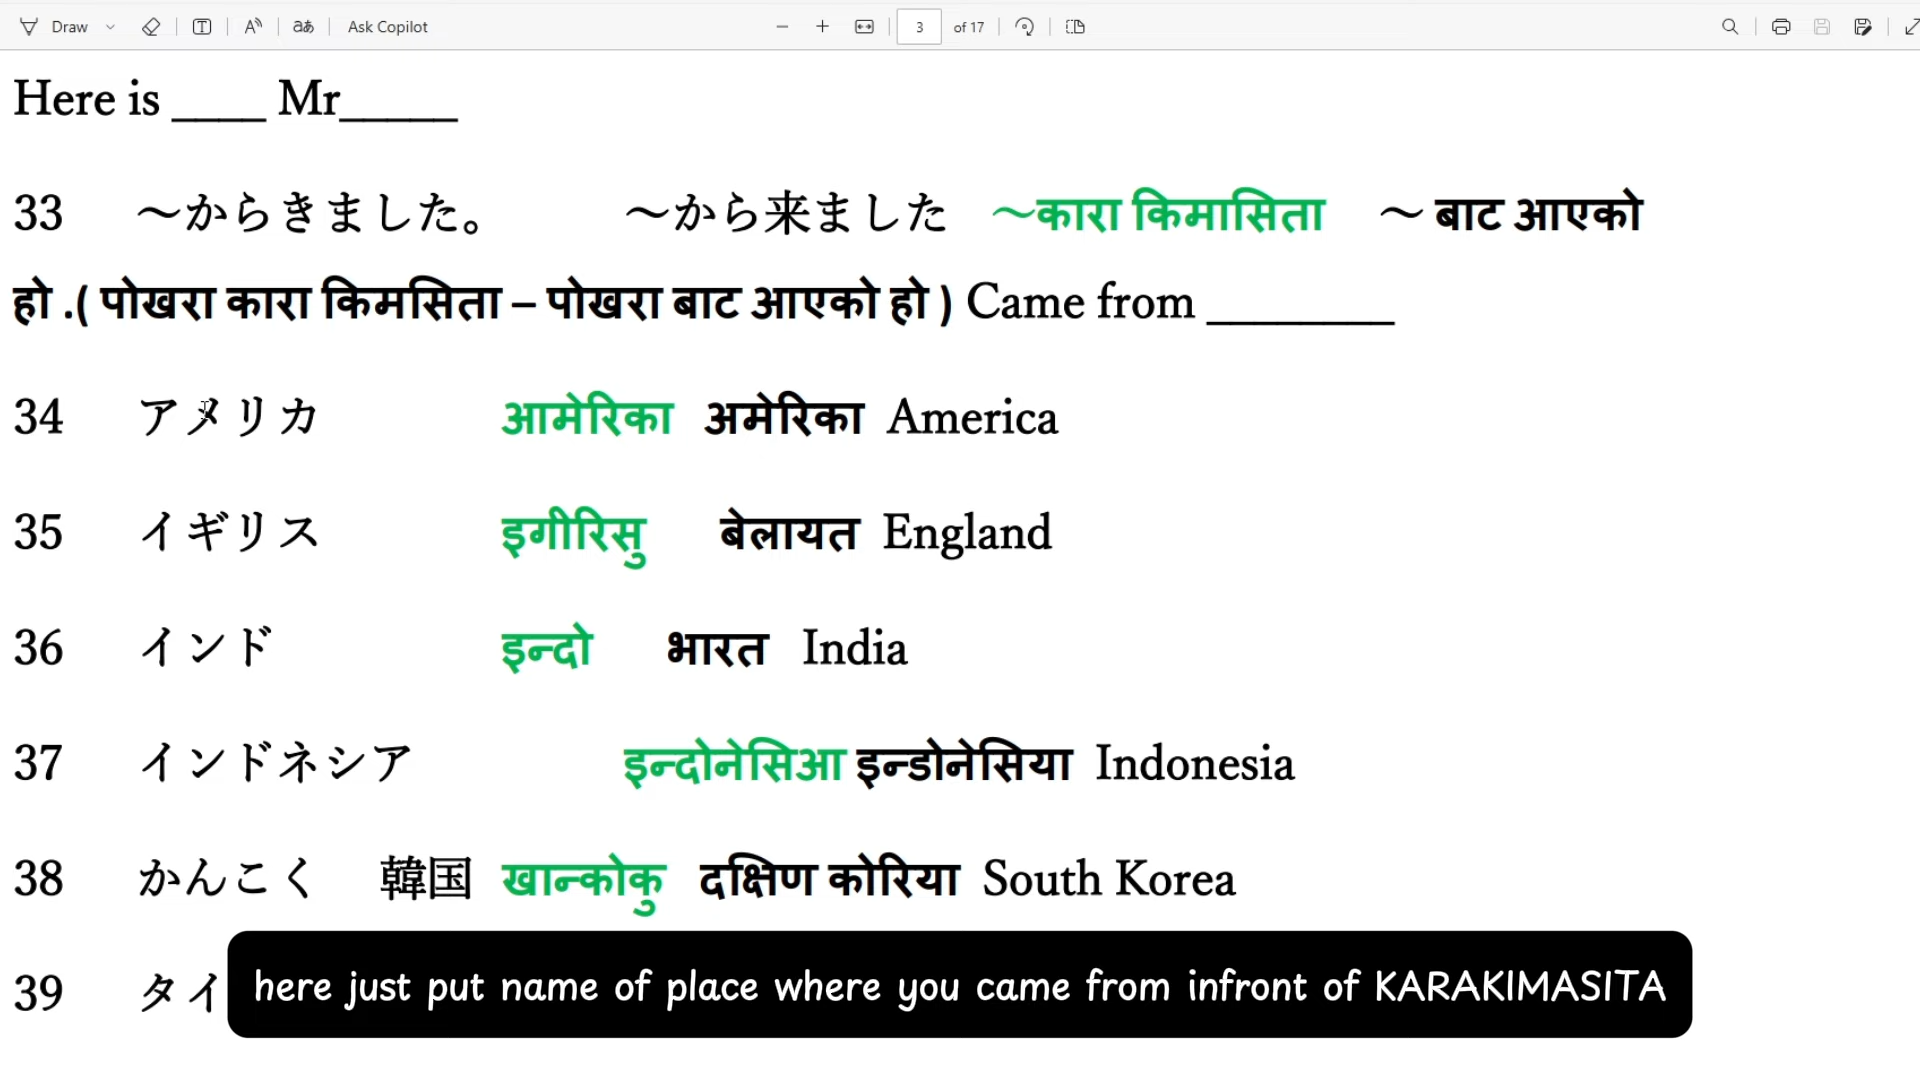 Draw aあ Ask Copilot 3 of 17
Here is ____ Mr_____
33 ～からきました。 ～から来ました ～कारा किमासिता ～ बाट आएको
हो .( पोखरा कारा किमसिता – पोखरा बाट आएको हो ) Came from ________
34 アメリカ आमेरिका अमेरिका America
35 イギリス इगीरिसु बेलायत England
36 インド इन्दो भारत India
37 インドネシア इन्दोनेसिआ इन्डोनेसिया Indonesia
38 かんこく 韓国 खान्कोकु दक्षिण कोरिया South Korea
39 タイ
here just put name of place where you came from infront of KARAKIMASITA